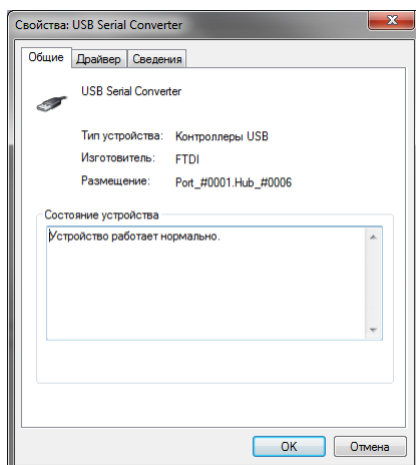 Свойства: USB Serial Converter
Общие Драйвер Сведения
USB Serial Converter
Тип устройства: Контроллеры USB
Изготовитель: FTDI
Размещение: Port_#0001.Hub_#0006
Состояние устройства
Устройство работает нормально.
OK Отмена